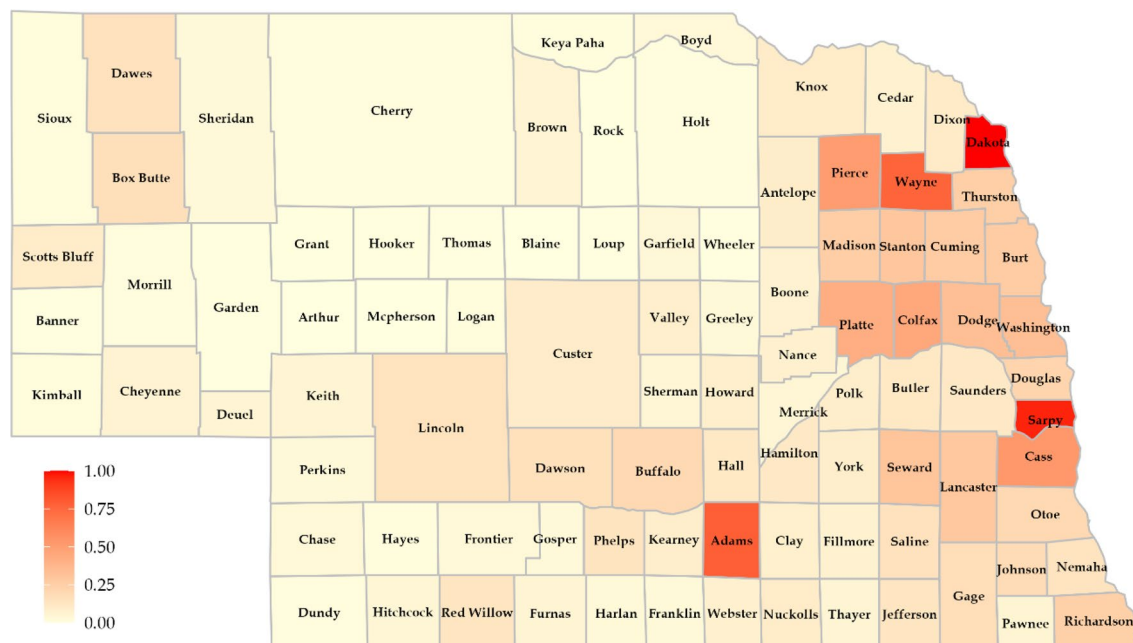 Keya Paha
Boyd
Dawes
Sioux
Sheridan
Cherry
Brown
Rock
Holt
Knox
Cedar
Dixon
Dakota
Box Butte
Antelope
Pierce
Wayne
Thurston
Scotts Bluff
Morrill
Grant
Hooker
Thomas
Blaine
Loup
Garfield
Wheeler
Madison
Stanton
Cuming
Burt
Banner
Garden
Arthur
Mcpherson
Logan
Custer
Valley
Greeley
Boone
Platte
Colfax
Dodge
Washington
Nance
Kimball
Cheyenne
Deuel
Keith
Lincoln
Sherman
Howard
Merrick
Polk
Butler
Saunders
Douglas
Sarpy
Perkins
Dawson
Buffalo
Hall
Hamilton
York
Seward
Lancaster
Cass
Otoe
1.00
0.75
0.50
0.25
0.00
Chase
Hayes
Frontier
Gosper
Phelps
Kearney
Adams
Clay
Fillmore
Saline
Gage
Johnson
Nemaha
Dundy
Hitchcock
Red Willow
Furnas
Harlan
Franklin
Webster
Nuckolls
Thayer
Jefferson
Pawnee
Richardson